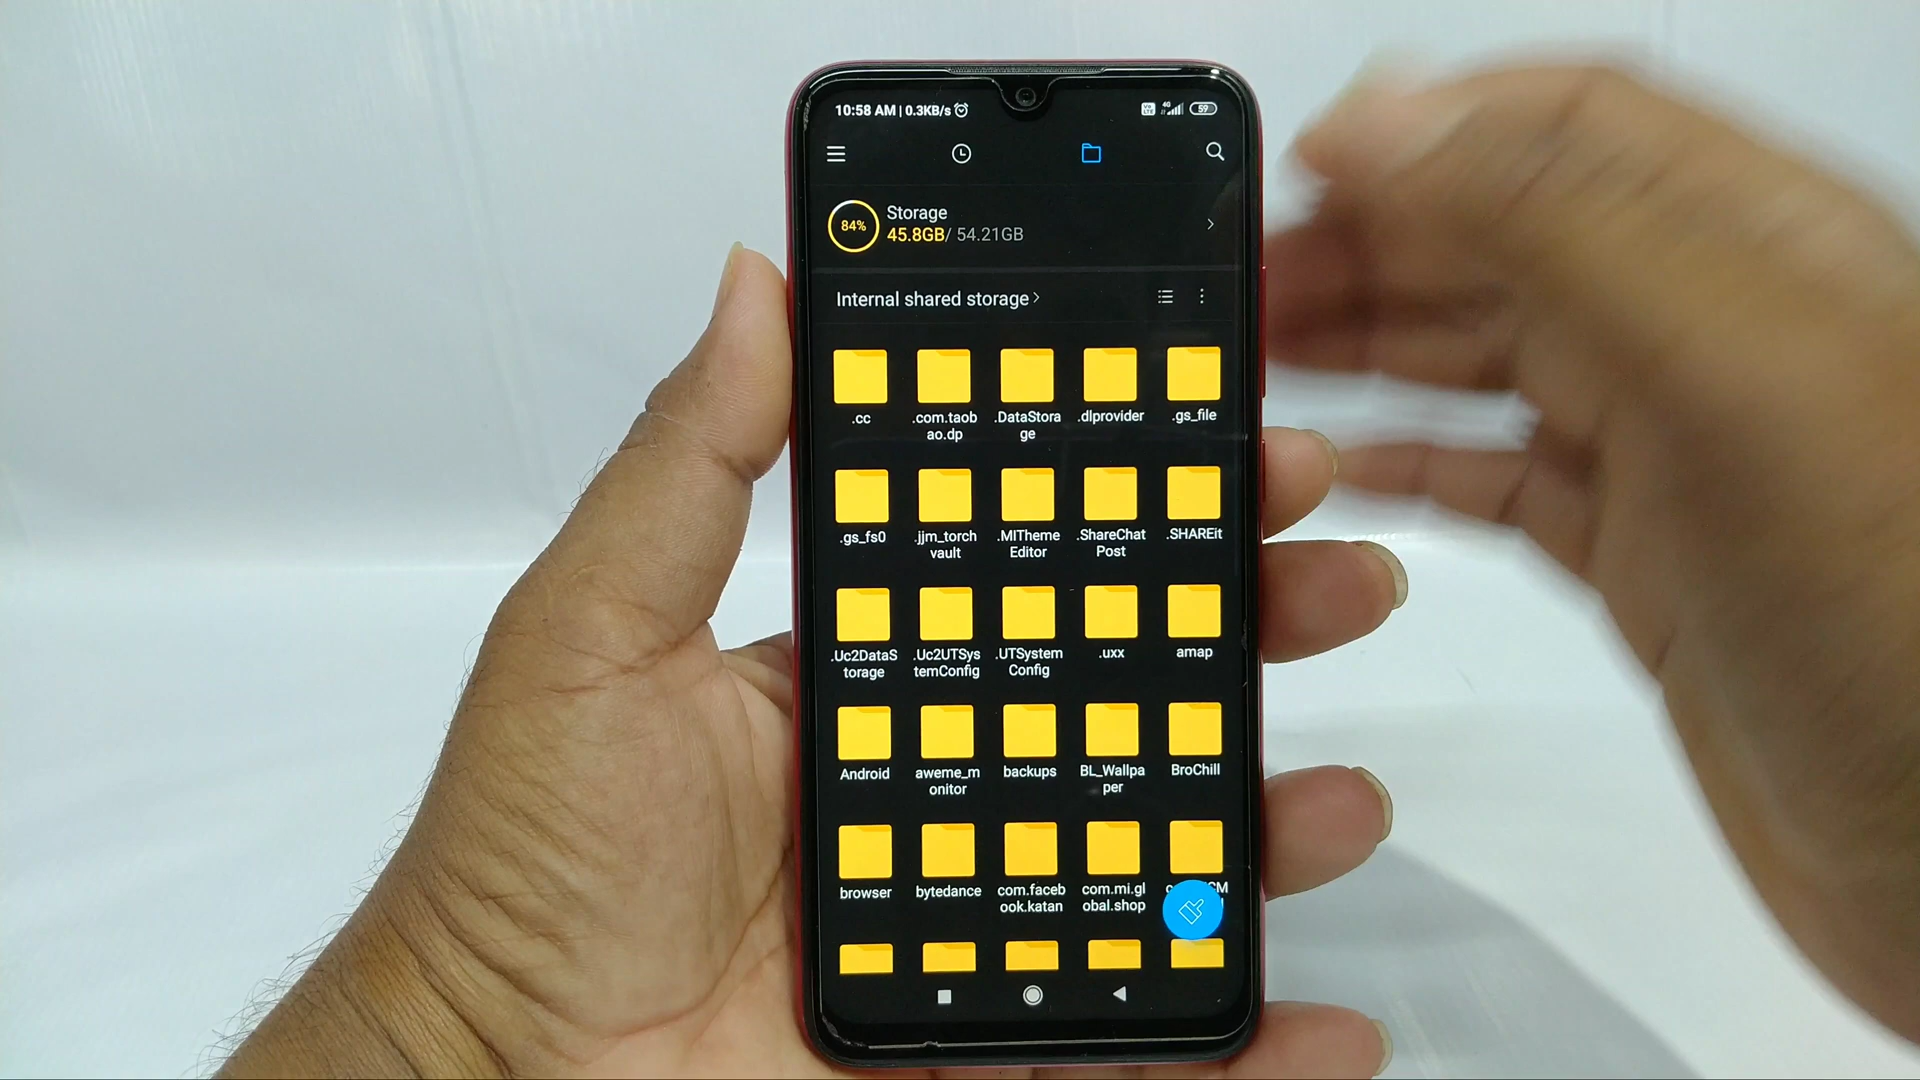 10:58 AM | 0.3KB/s
Vo LTE 4G 59
84%
Storage
45.8GB/ 54.21GB
Internal shared storage
.cc
.com.taob
ao.dp
.DataStora
ge
.dlprovider
.gs_file
.gs_fs0
.jjm_torch
vault
.MITheme
Editor
.ShareChat
Post
.SHAREit
.Uc2DataS
torage
.Uc2UTSys
temConfig
.UTSystem
Config
.uxx
amap
Android
aweme_m
onitor
backups
BL_Wallpa
per
BroChill
browser
bytedance
com.faceb
ook.katan
com.mi.gl
obal.shop